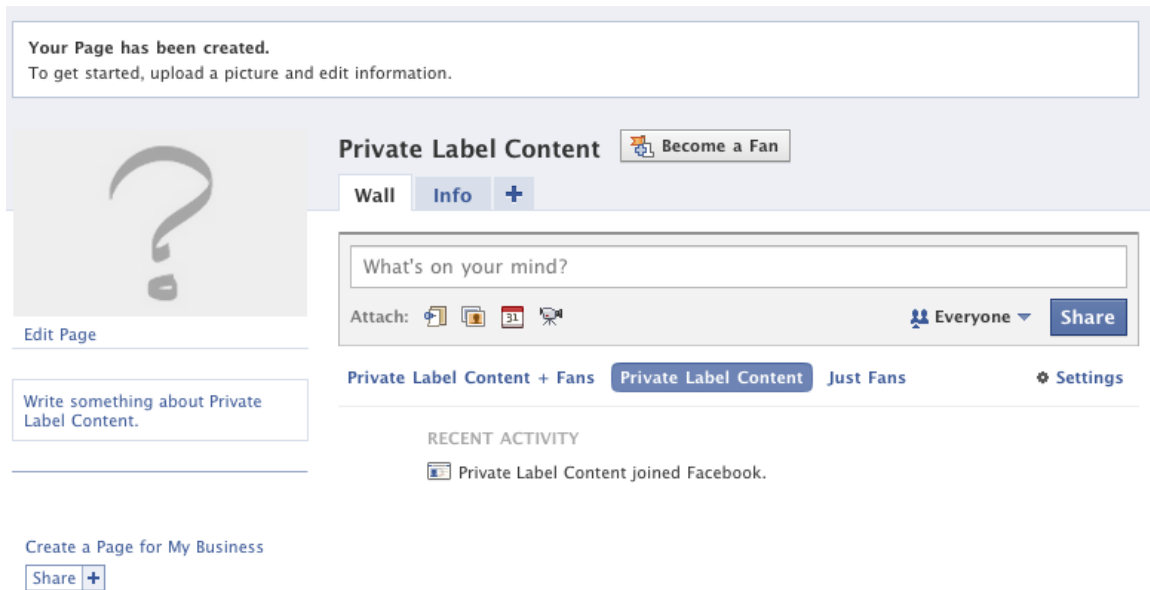 Your Page has been created.
To get started, upload a picture and edit information.
Private Label Content
Become a Fan
Wall
Info
+
What's on your mind?
Attach:
31
Everyone
Share
Edit Page
Write something about Private
Label Content.
Private Label Content + Fans
Private Label Content
Just Fans
Settings
RECENT ACTIVITY
Private Label Content joined Facebook.
Create a Page for My Business
Share +